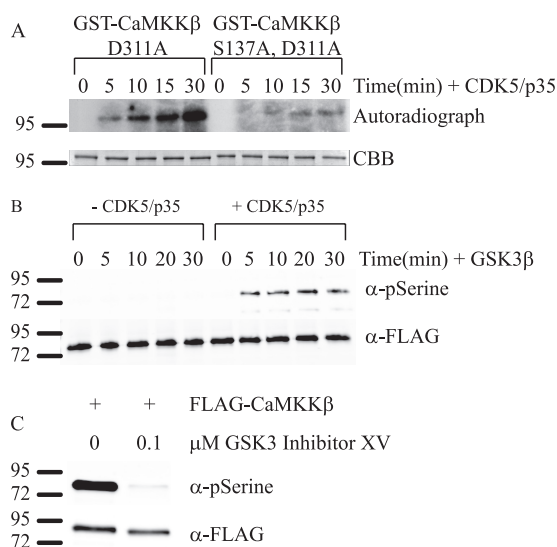 A
GST-CaMKKβ D311A
GST-CaMKKβ S137A, D311A
0 5 10 15 30 0 5 10 15 30 Time(min) + CDK5/p35
95 Autoradiograph
95 CBB
B
- CDK5/p35 + CDK5/p35
0 5 10 20 30 0 5 10 20 30 Time(min) + GSK3β
95
72
α-pSerine
95
72
α-FLAG
C
+ + FLAG-CaMKKβ
0 0.1 μM GSK3 Inhibitor XV
95
72
α-pSerine
95
72
α-FLAG